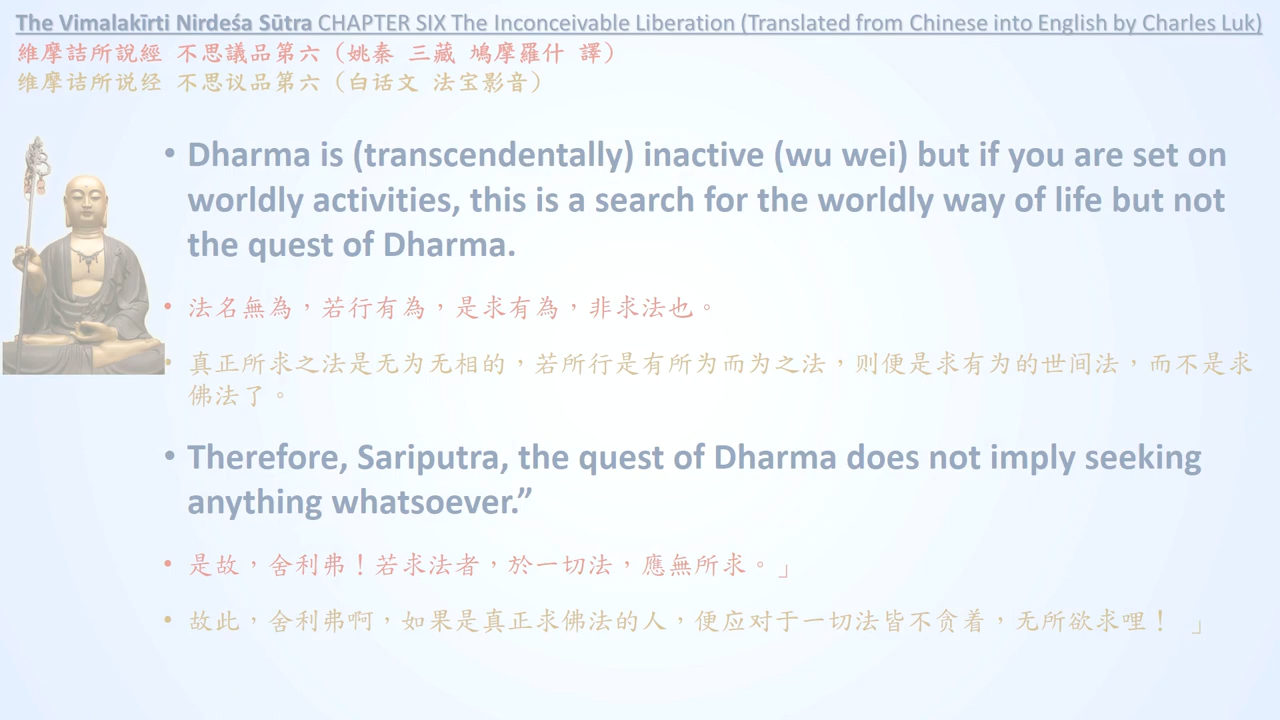 The Vimalakīrti Nirdeśa Sūtra CHAPTER SIX The Inconceivable Liberation (Translated from Chinese into English by Charles Luk)
維摩詰所說經 不思議品第六（姚秦 三藏 鳩摩羅什 譯）
维摩诘所说经 不思议品第六（白话文 法宝影音）
• Dharma is (transcendentally) inactive (wu wei) but if you are set on
worldly activities, this is a search for the worldly way of life but not
the quest of Dharma.
• 法名無為，若行有為，是求有為，非求法也。
• 真正所求之法是无为无相的，若所行是有所为而为之法，则便是求有为的世间法，而不是求
佛法了。
• Therefore, Sariputra, the quest of Dharma does not imply seeking
anything whatsoever.”
• 是故，舍利弗！若求法者，於一切法，應無所求。」
• 故此，舍利弗啊，如果是真正求佛法的人，便应对于一切法皆不贪着，无所欲求哩！ 」